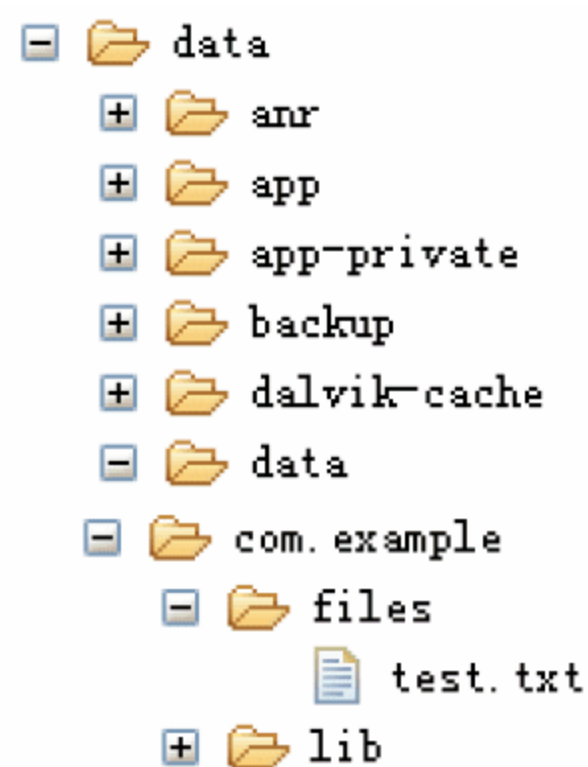 data
anr
app
app-private
backup
dalvik-cache
data
com.example
files
test.txt
lib